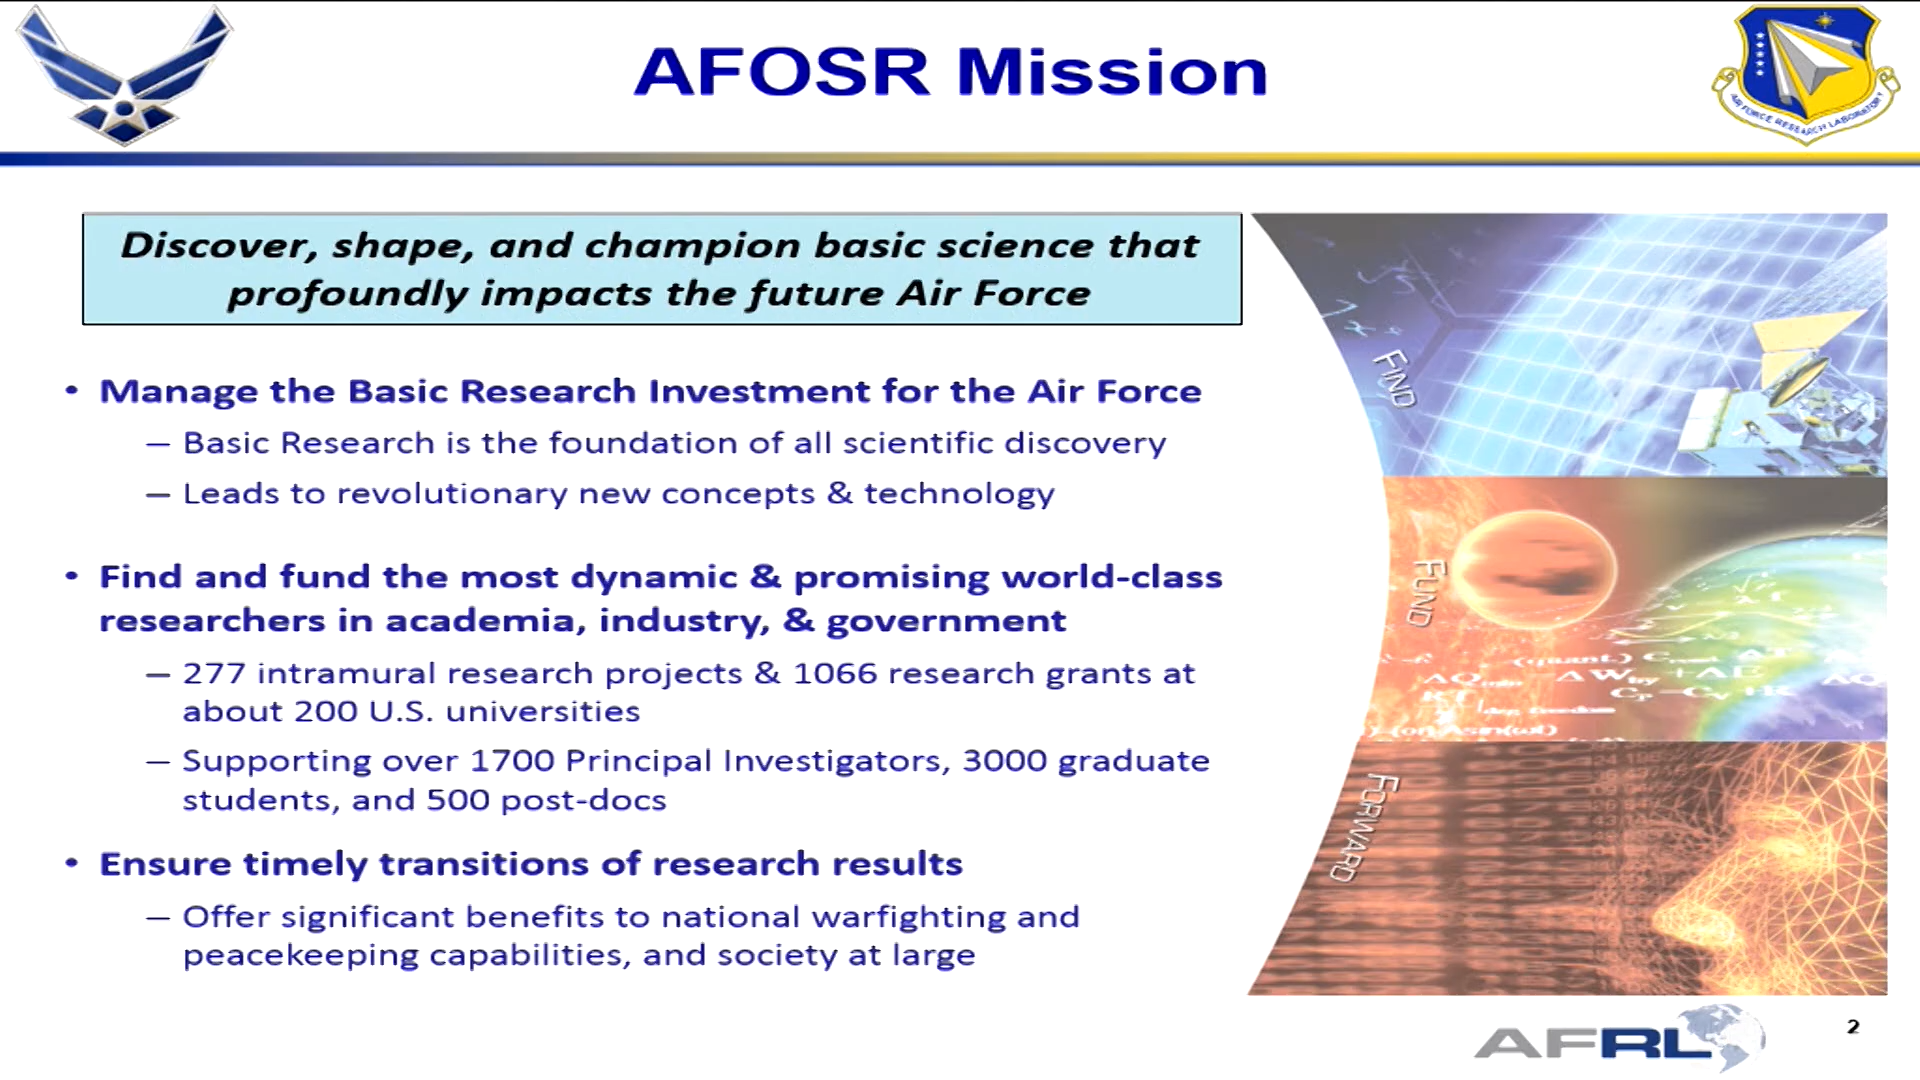 AFOSR Mission
AIR FORCE RESEARCH LABORATORY
Discover, shape, and champion basic science that
profoundly impacts the future Air Force
• Manage the Basic Research Investment for the Air Force
– Basic Research is the foundation of all scientific discovery
– Leads to revolutionary new concepts & technology
• Find and fund the most dynamic & promising world-class
researchers in academia, industry, & government
– 277 intramural research projects & 1066 research grants at
about 200 U.S. universities
– Supporting over 1700 Principal Investigators, 3000 graduate
students, and 500 post-docs
• Ensure timely transitions of research results
– Offer significant benefits to national warfighting and
peacekeeping capabilities, and society at large
FIND
FUND
FORWARD
AFRL
2